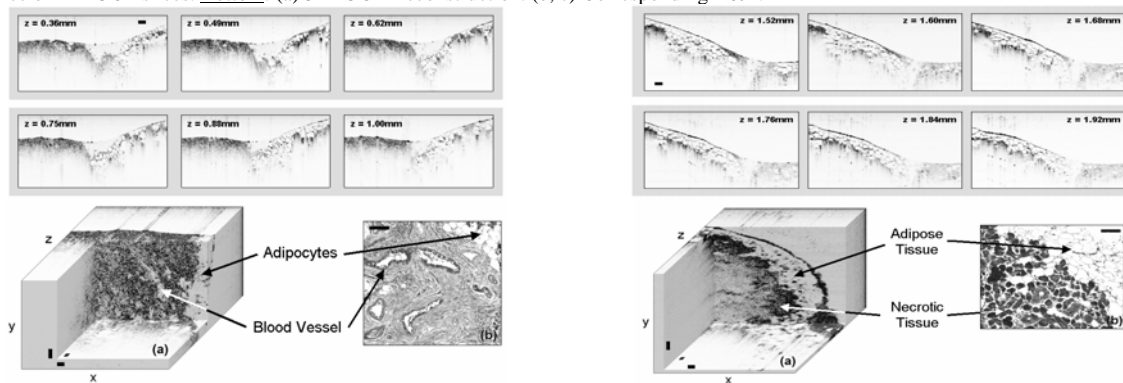 z = 0.36mm
z = 0.49mm
z = 0.62mm
z = 0.75mm
z = 0.88mm
z = 1.00mm
z
y
x
Adipocytes
Blood Vessel
(a)
(b)
z = 1.52mm
z = 1.60mm
z = 1.68mm
z = 1.76mm
z = 1.84mm
z = 1.92mm
z
y
x
Adipose
Tissue
Necrotic
Tissue
(a)
(b)